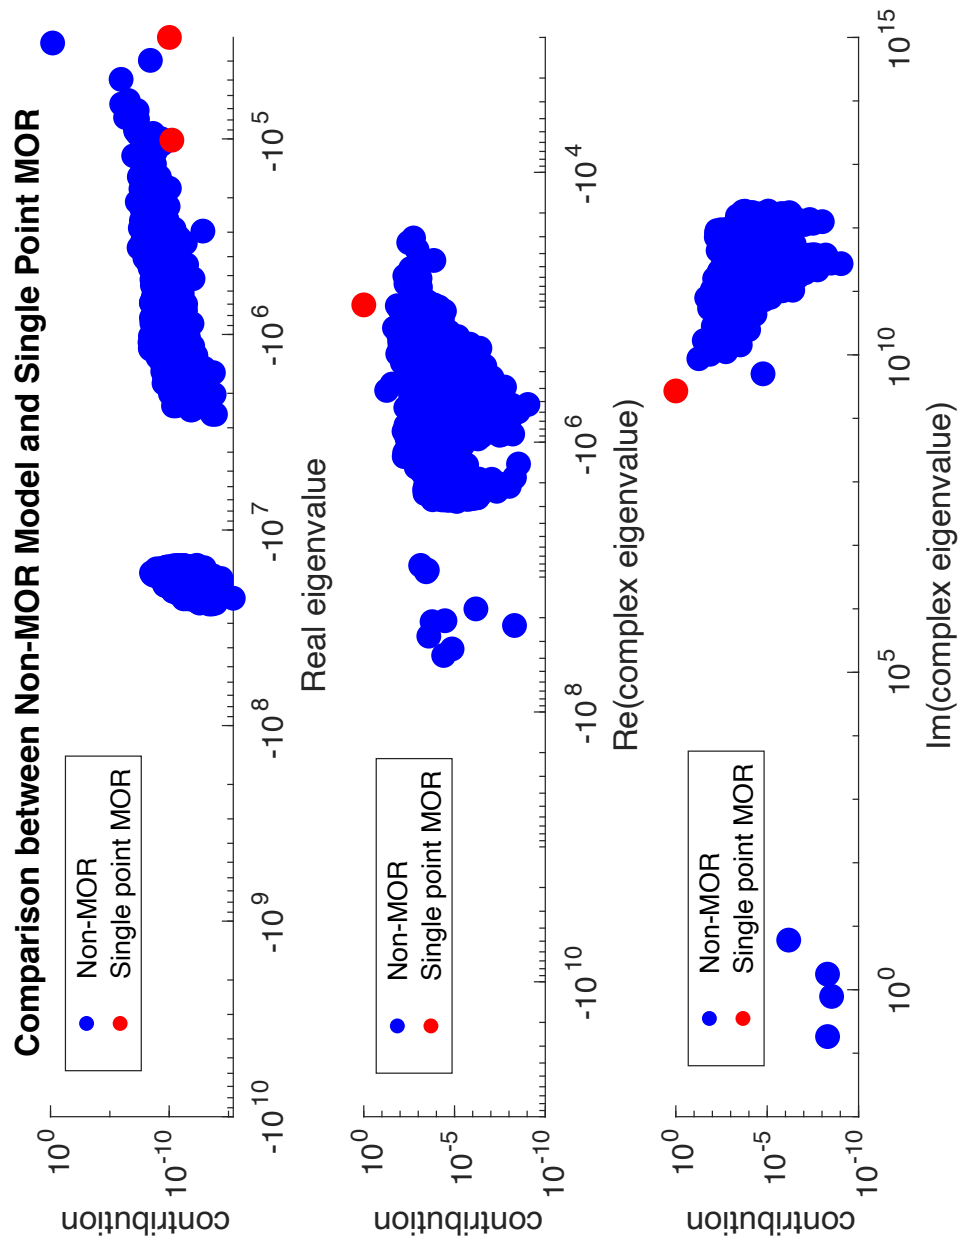 Comparison between Non-MOR Model and Single Point MOR
contribution
10^0
10^-10
Non-MOR
Single point MOR
-10^10
-10^9
-10^8
-10^7
-10^6
-10^5
Real eigenvalue
contribution
10^0
10^-5
10^-10
Non-MOR
Single point MOR
-10^10
-10^8
-10^6
-10^4
Re(complex eigenvalue)
contribution
10^0
10^-5
10^-10
Non-MOR
Single point MOR
10^0
10^5
10^10
10^15
Im(complex eigenvalue)